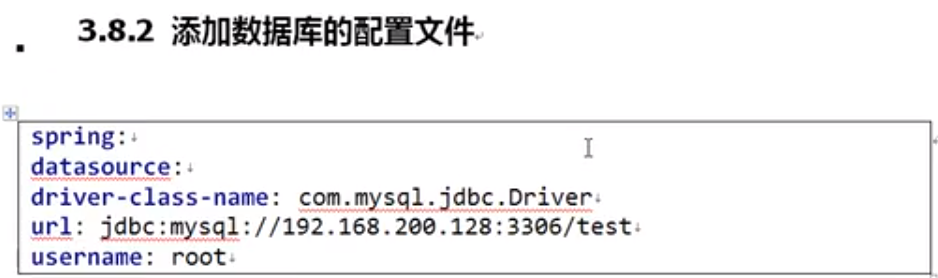 3.8.2 添加数据库的配置文件
spring:
datasource:
driver-class-name: com.mysql.jdbc.Driver
url: jdbc:mysql://192.168.200.128:3306/test
username: root